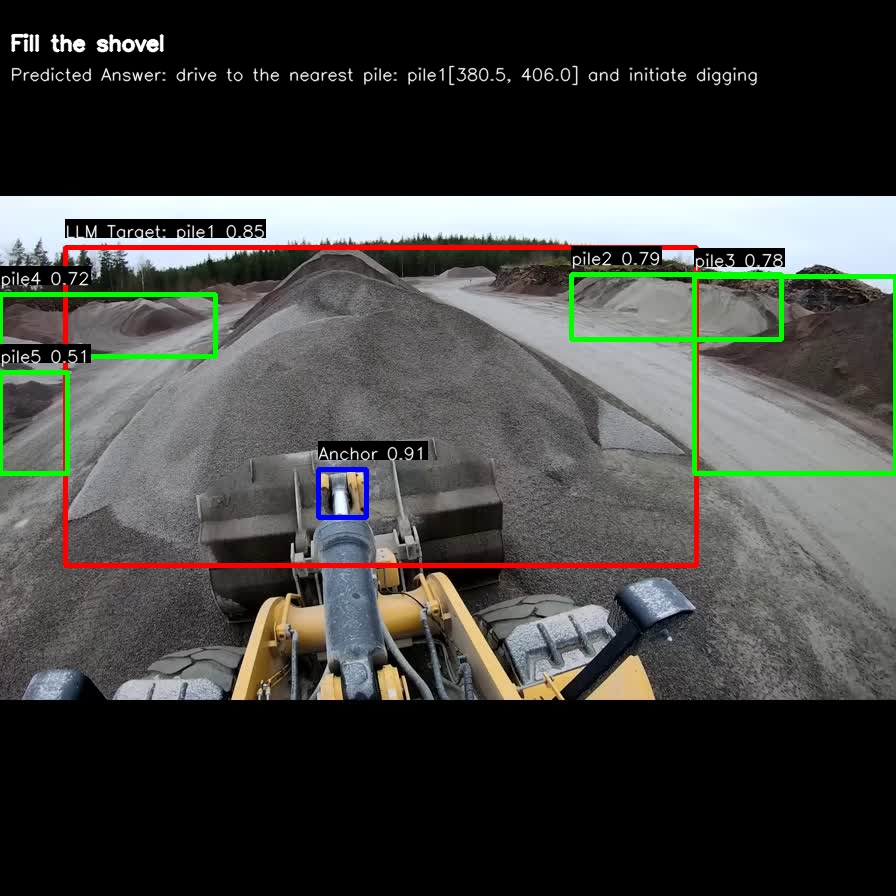 Fill the shovel
Predicted Answer: drive to the nearest pile: pile1[380.5, 406.0] and initiate digging
LLM Target: pile1 0.85
pile2 0.79
pile3 0.78
pile4 0.72
pile5 0.51
Anchor 0.91